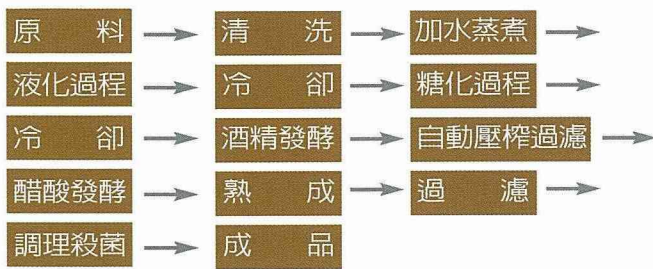 原料 → 清洗 → 加水蒸煮 →
液化過程 → 冷卻 → 糖化過程 →
冷卻 → 酒精發酵 → 自動壓榨過濾 →
醋酸發酵 → 熟成 → 過濾 →
調理殺菌 → 成品